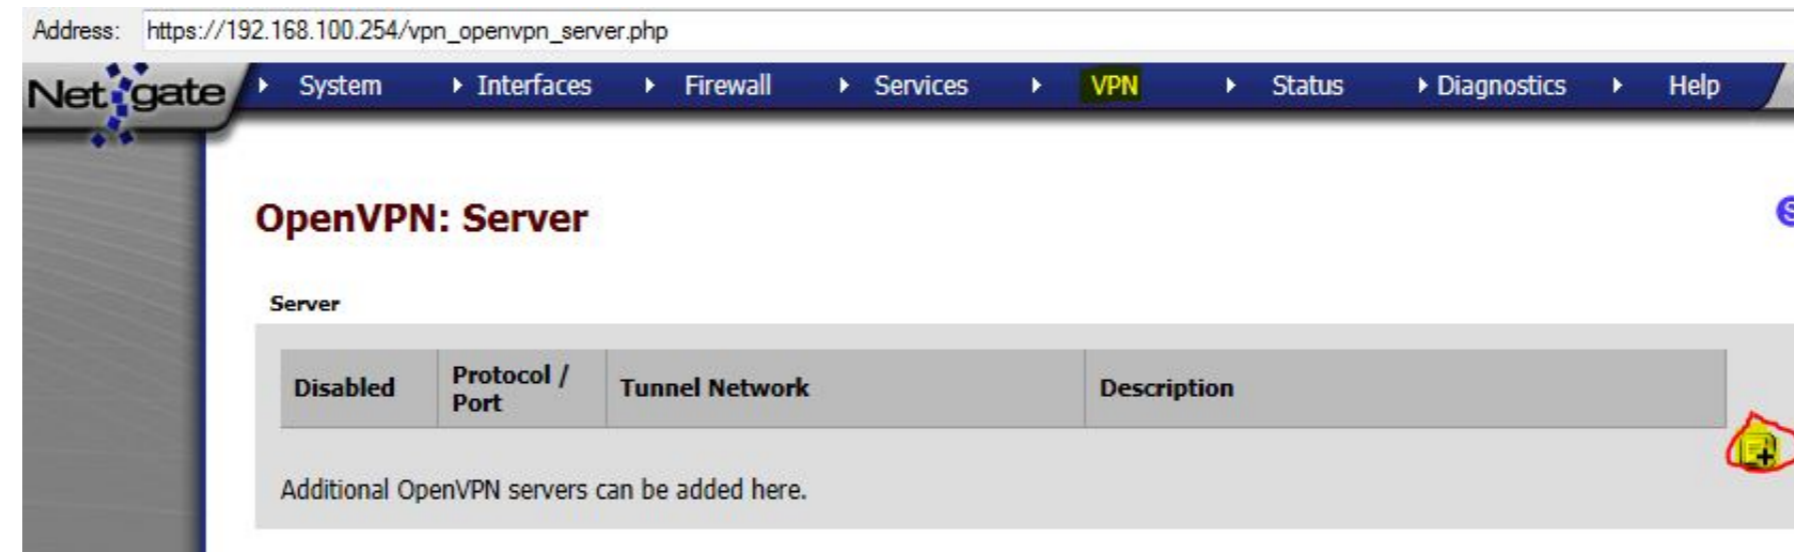 Address: https://192.168.100.254/vpn_openvpn_server.php
Netgate System Interfaces Firewall Services VPN Status Diagnostics Help
OpenVPN: Server
S
Server
Disabled Protocol / Port Tunnel Network Description
Additional OpenVPN servers can be added here.